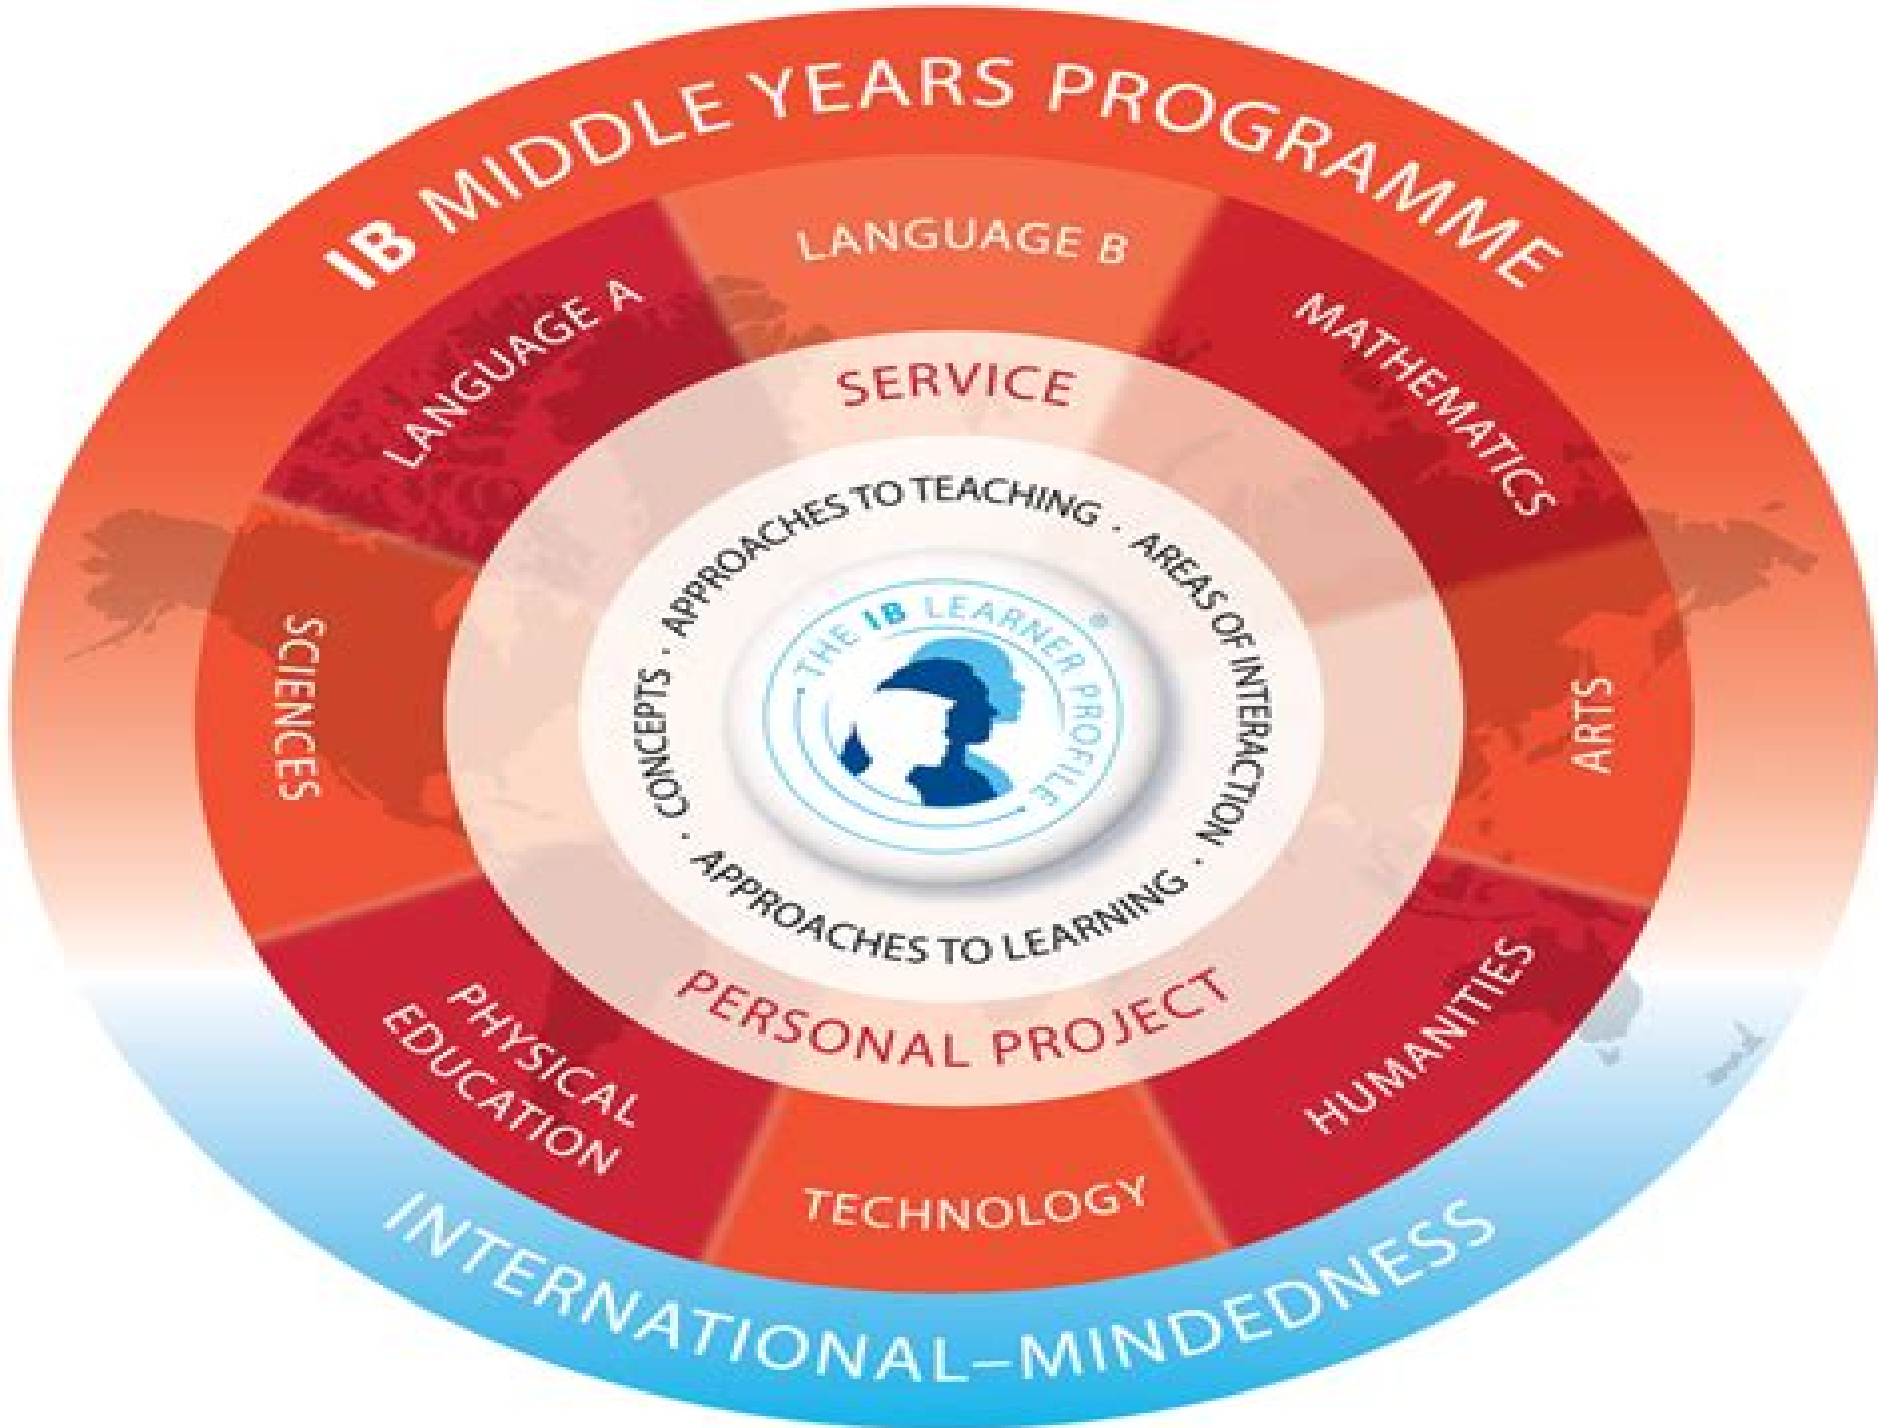 IB MIDDLE YEARS PROGRAMME
LANGUAGE B
LANGUAGE A
MATHEMATICS
SERVICE
APPROACHES TO TEACHING · AREAS OF INTERACTION · APPROACHES TO LEARNING · CONCEPTS ·
THE IB LEARNER PROFILE
®
SCIENCES
ARTS
PERSONAL PROJECT
PHYSICAL
EDUCATION
HUMANITIES
TECHNOLOGY
INTERNATIONAL–MINDEDNESS